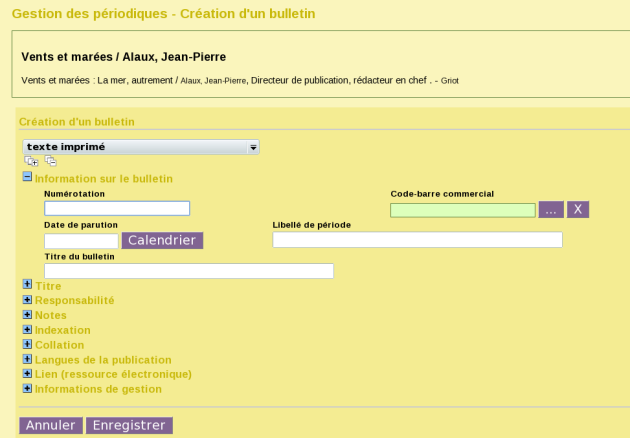 Gestion des périodiques - Création d'un bulletin
Vents et marées / Alaux, Jean-Pierre
Vents et marées : La mer, autrement / Alaux, Jean-Pierre, Directeur de publication, rédacteur en chef . - Griot
Création d'un bulletin
texte imprimé
Information sur le bulletin
Numérotation Code-barre commercial
... X
Date de parution Libellé de période
Calendrier
Titre du bulletin
Titre
Responsabilité
Notes
Indexation
Collation
Langues de la publication
Lien (ressource électronique)
Informations de gestion
Annuler Enregistrer